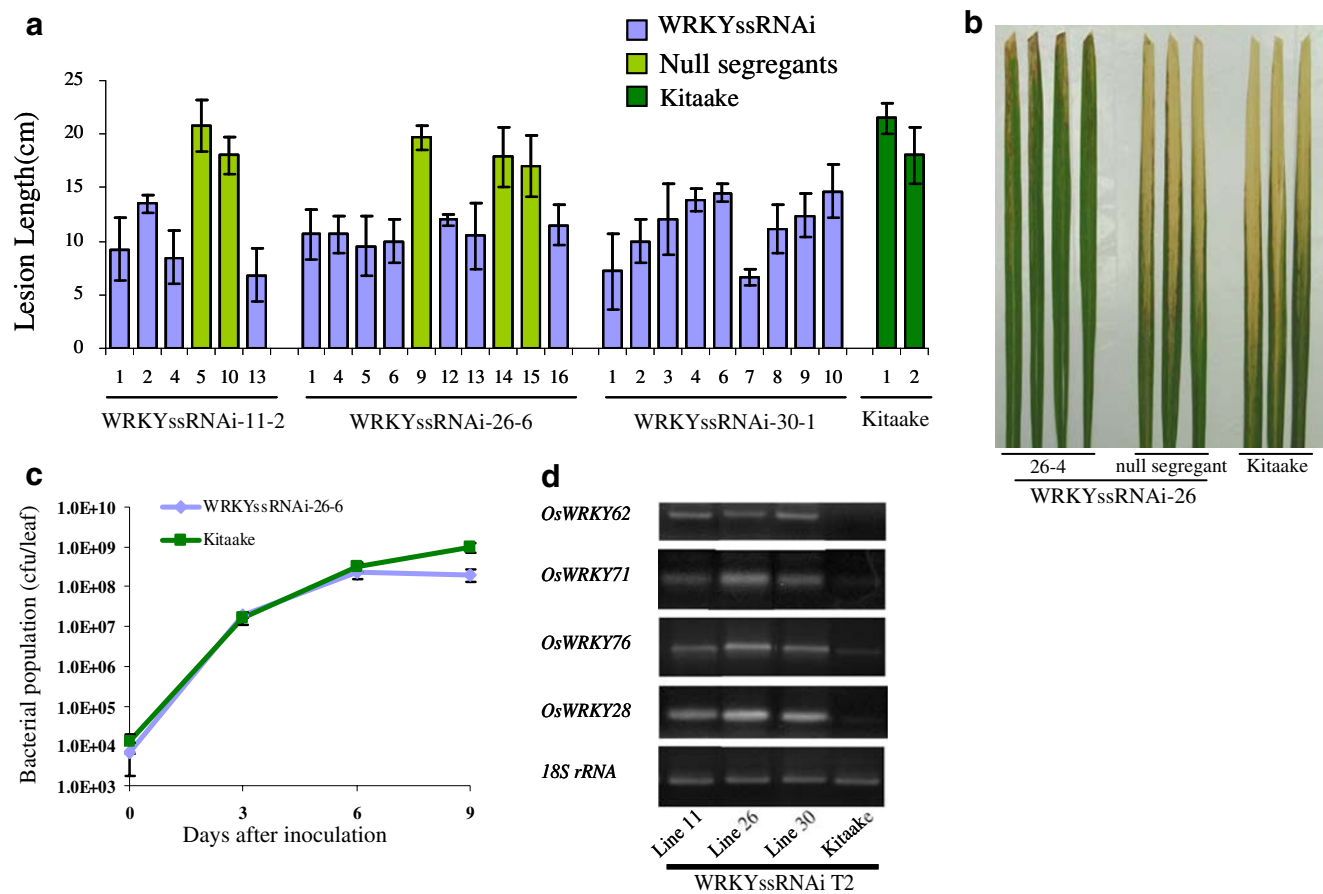 a
WRKYssRNAi
Null segregants
Kitaake
Lesion Length(cm)
25
20
15
10
5
0
1 2 4 5 10 13
1 4 5 6 9 12 13 14 15 16
1 2 3 4 6 7 8 9 10
1 2
WRKYssRNAi-11-2
WRKYssRNAi-26-6
WRKYssRNAi-30-1
Kitaake
b
26-4
null segregant
Kitaake
WRKYssRNAi-26
c
WRKYssRNAi-26-6
Kitaake
Bacterial population (cfu/leaf)
1.0E+10
1.0E+09
1.0E+08
1.0E+07
1.0E+06
1.0E+05
1.0E+04
1.0E+03
0 3 6 9
Days after inoculation
d
OsWRKY62
OsWRKY71
OsWRKY76
OsWRKY28
18S rRNA
Line 11
Line 26
Line 30
Kitaake
WRKYssRNAi T2